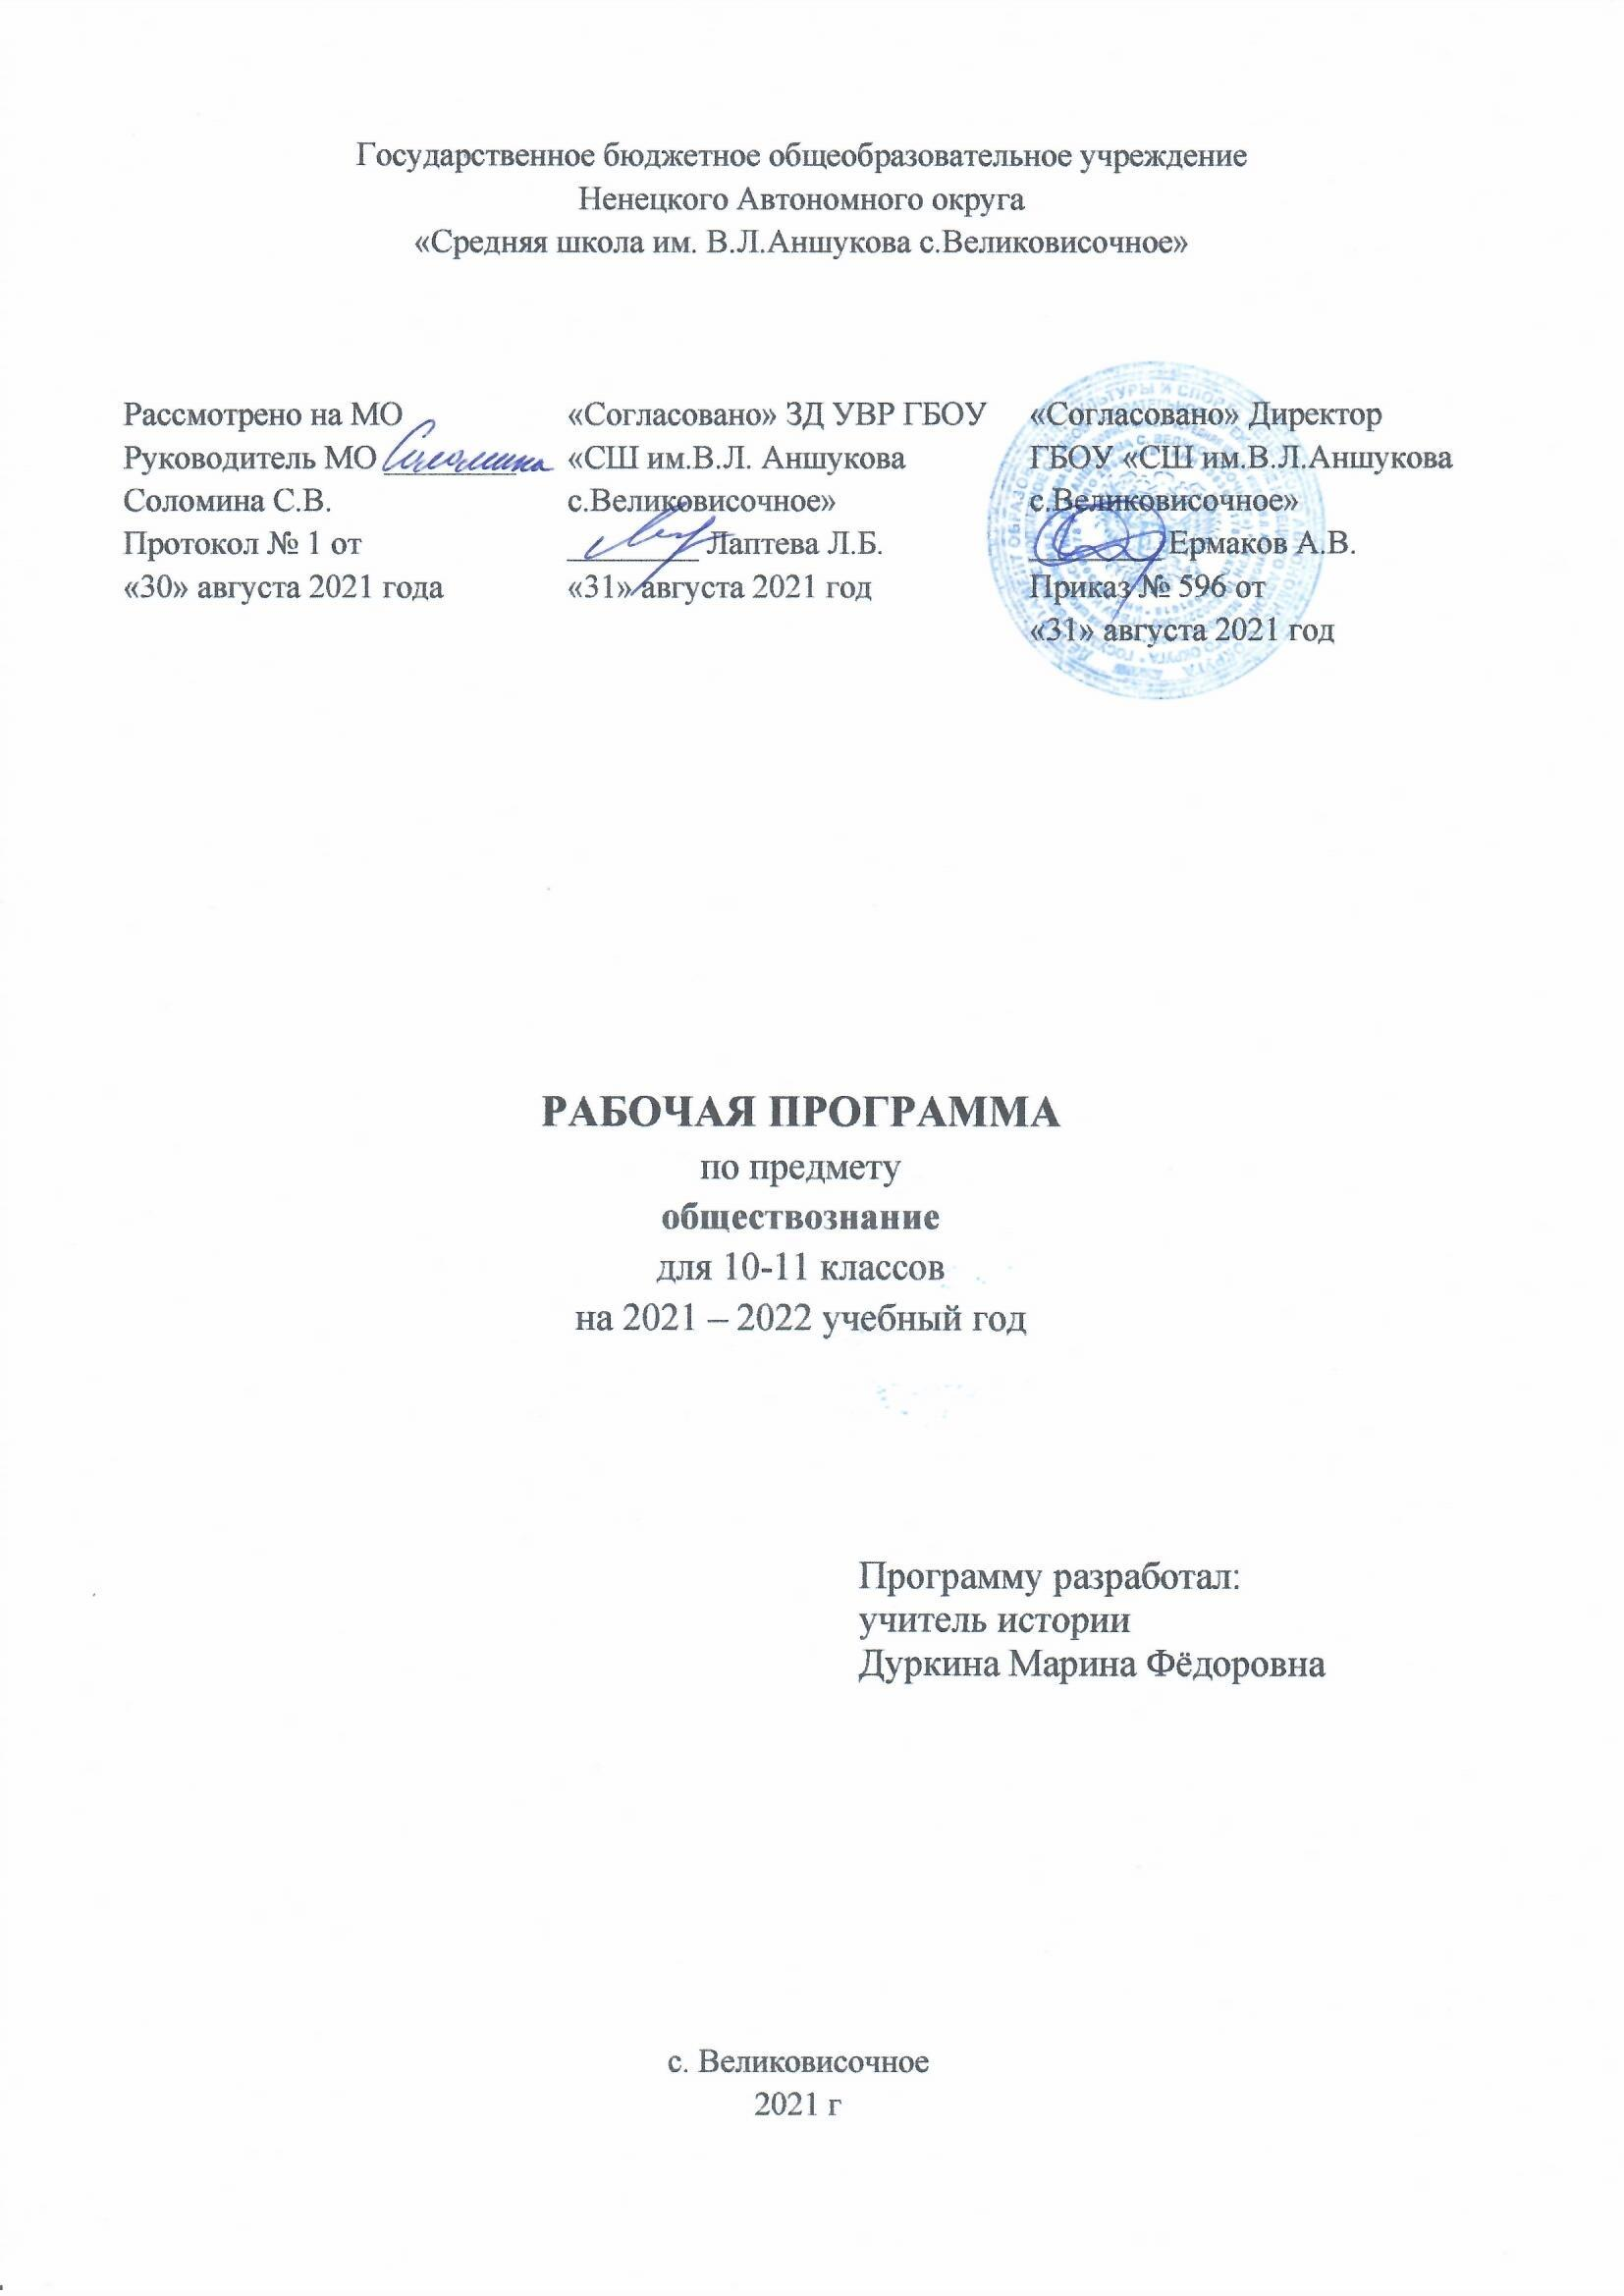 Государственное бюджетное общеобразовательное учреждение
Ненецкого Автономного округа
«Средняя школа им. В.Л.Аншукова с.Великовисочное»
Рассмотрено на МО
Руководитель МО
Соломина С.В.
Протокол № 1 от
«30» августа 2021 года
«Согласовано» ЗД УВР ГБОУ
«СШ им.В.Л. Аншукова
с.Великовисочное»
Лаптева Л.Б.
«31» августа 2021 год
«Согласовано» Директор
ГБОУ «СШ им.В.Л.Аншукова
с.Великовисочное»
Ермаков А.В.
Приказ № 596 от
«31» августа 2021 год
РАБОЧАЯ ПРОГРАММА
по предмету
обществознание
для 10-11 классов
на 2021 – 2022 учебный год
Программу разработал:
учитель истории
Дуркина Марина Фёдоровна
с. Великовисочное
2021 г